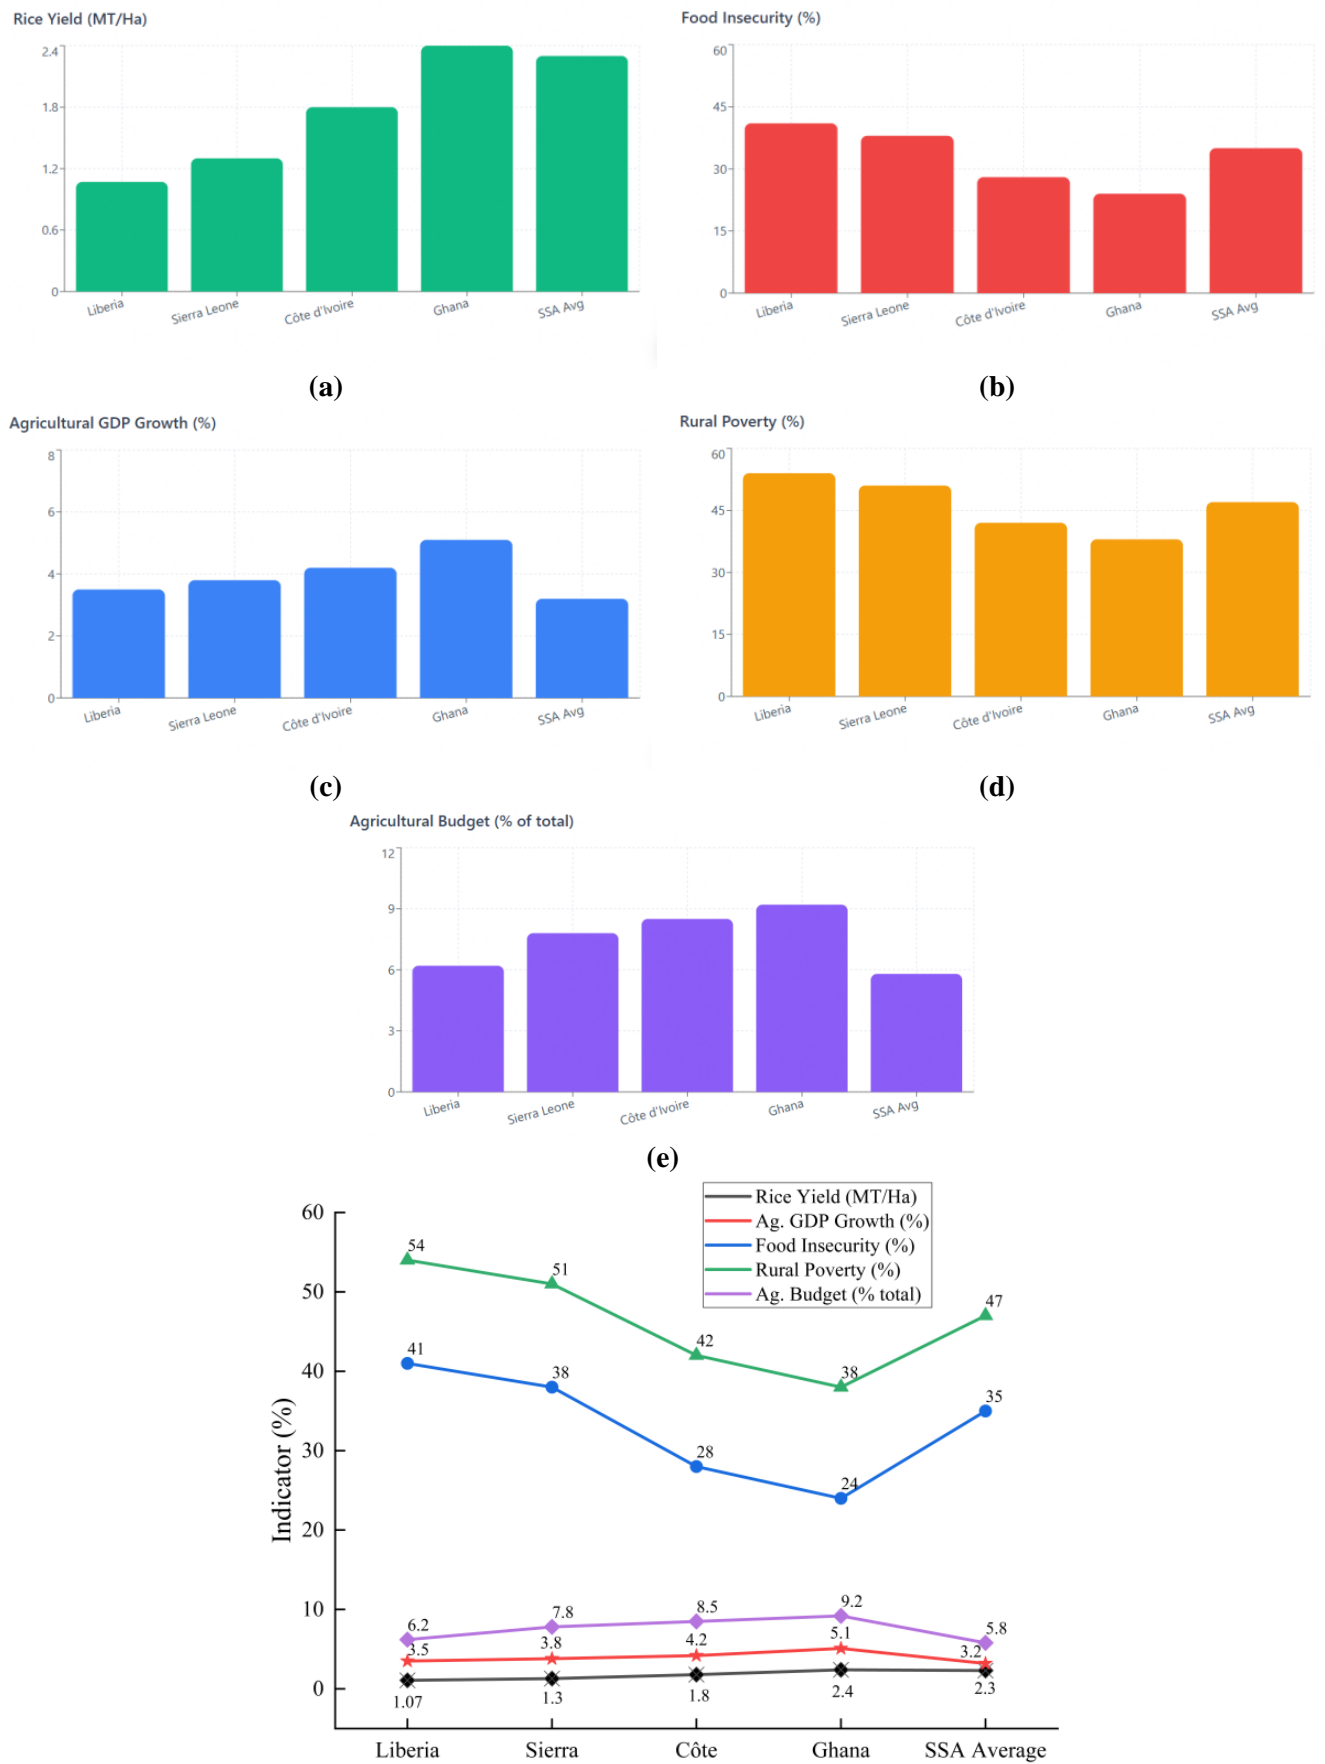 Rice Yield (MT/Ha)
2.4
1.8
1.2
0.6
0
Liberia
Sierra Leone
Côte d'Ivoire
Ghana
SSA Avg
(a)
Food Insecurity (%)
60
45
30
15
0
Liberia
Sierra Leone
Côte d'Ivoire
Ghana
SSA Avg
(b)
Agricultural GDP Growth (%)
8
6
4
2
0
Liberia
Sierra Leone
Côte d'Ivoire
Ghana
SSA Avg
(c)
Rural Poverty (%)
60
45
30
15
0
Liberia
Sierra Leone
Côte d'Ivoire
Ghana
SSA Avg
(d)
Agricultural Budget (% of total)
12
9
6
3
0
Liberia
Sierra Leone
Côte d'Ivoire
Ghana
SSA Avg
(e)
Rice Yield (MT/Ha)
Ag. GDP Growth (%)
Food Insecurity (%)
Rural Poverty (%)
Ag. Budget (% total)
Indicator (%)
60
50
40
30
20
10
0
54
51
42
38
47
41
38
28
24
35
6.2
7.8
8.5
9.2
5.8
3.5
3.8
4.2
5.1
3.2
1.07
1.3
1.8
2.4
2.3
Liberia
Sierra
Côte
Ghana
SSA Average